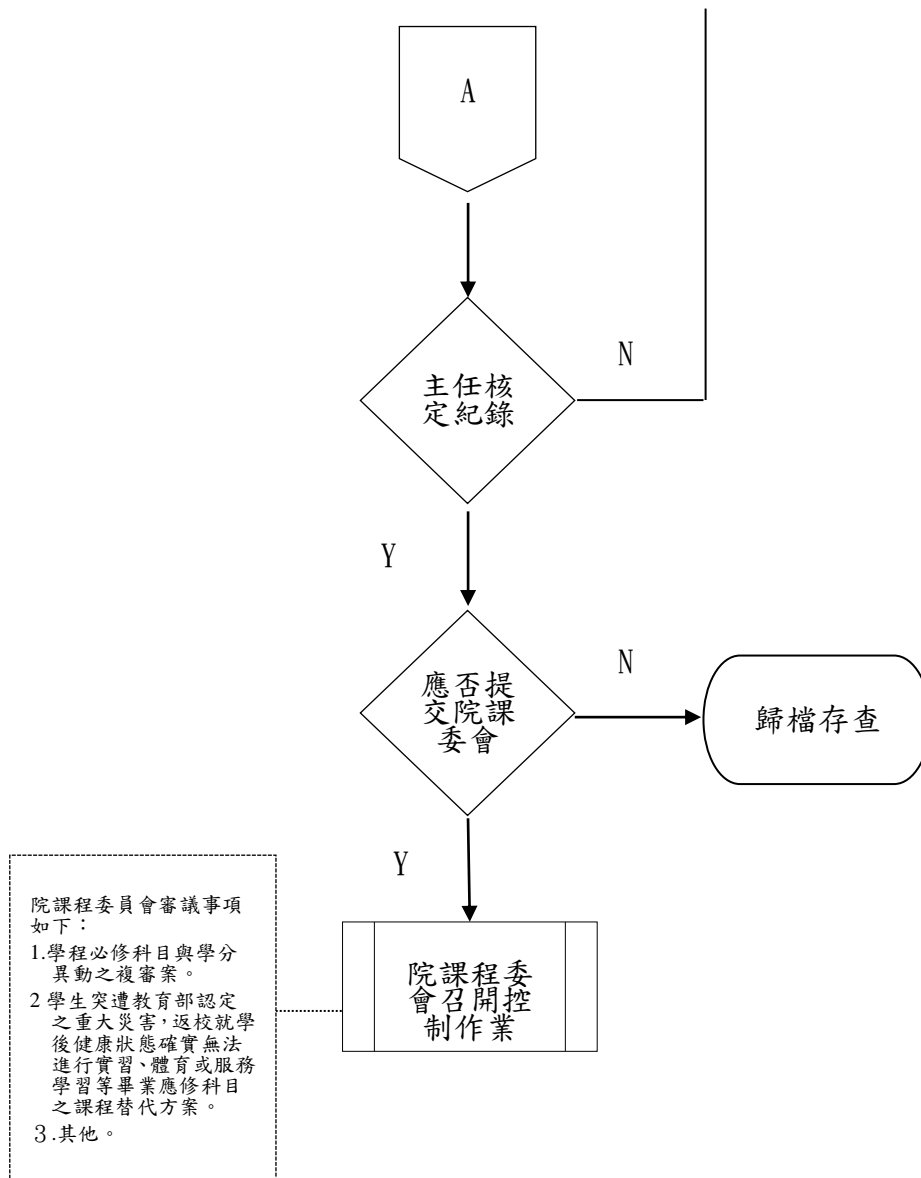 A
主任核
定紀錄
N
Y
應否提
交院課
委會
N
歸檔存查
Y
院課程委員會審議事項
如下：
1.學程必修科目與學分
異動之複審案。
2 學生突遭教育部認定
之重大災害，返校就學
後健康狀態確實無法
進行實習、體育或服務
學習等畢業應修科目
之課程替代方案。
３.其他。
院課程委
會召開控
制作業